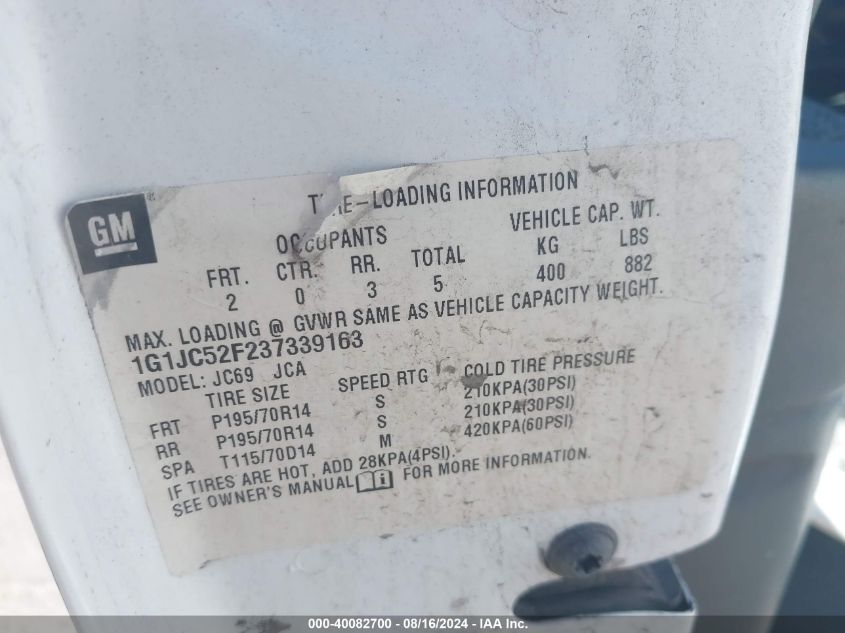 GM
TIRE-LOADING INFORMATION
OCCUPANTS VEHICLE CAP. WT.
FRT. CTR. RR. TOTAL KG LBS
2 0 3 5 400 882
MAX. LOADING @ GVWR SAME AS VEHICLE CAPACITY WEIGHT.
1G1JC52F237339163
MODEL: JC69 JCA
TIRE SIZE SPEED RTG COLD TIRE PRESSURE
FRT P195/70R14 S 210KPA(30PSI)
RR P195/70R14 S 210KPA(30PSI)
SPA T115/70D14 M 420KPA(60PSI)
IF TIRES ARE HOT, ADD 28KPA(4PSI).
SEE OWNER'S MANUAL FOR MORE INFORMATION.
000-40082700 - 08/16/2024 - IAA Inc.